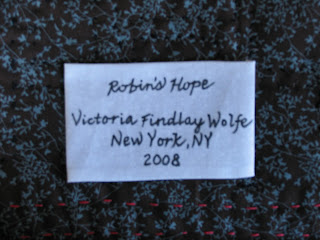 Robin's Hope
Victoria Findlay Wolfe
New York, NY
2008